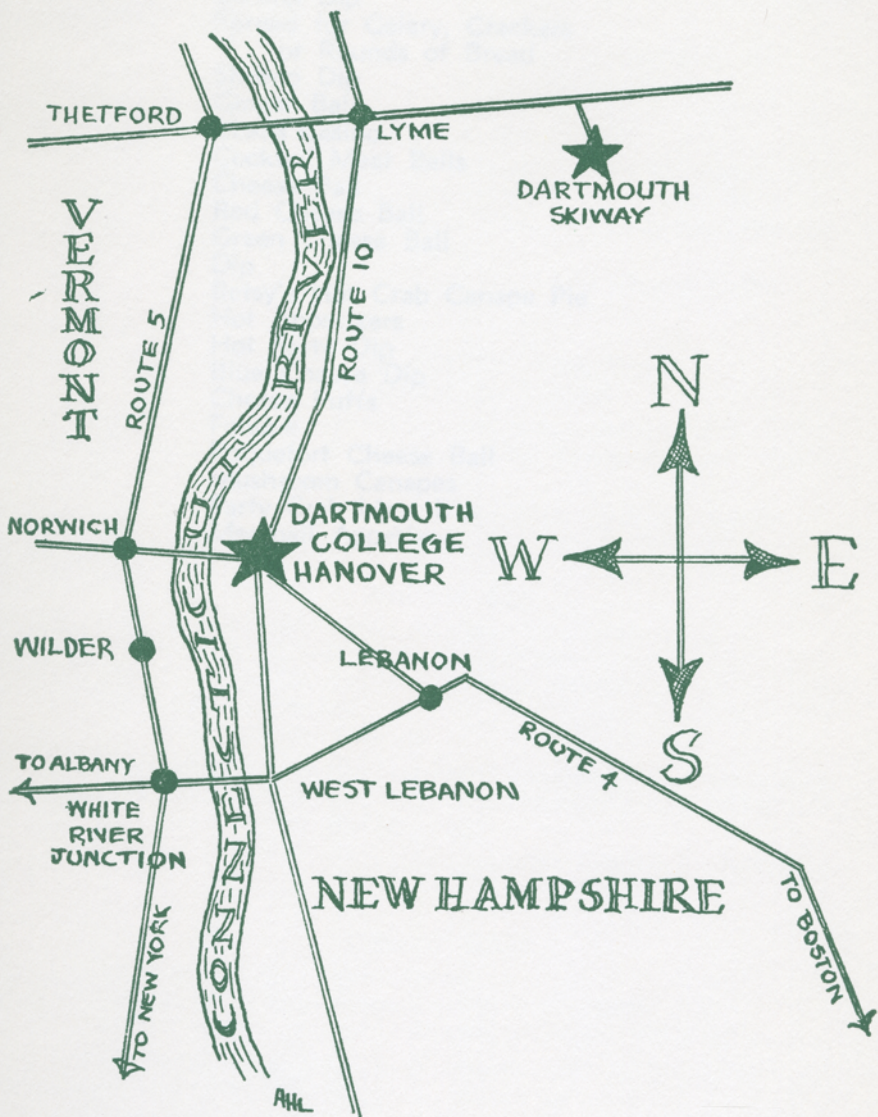 THETFORD
LYME
DARTMOUTH
SKIWAY
VERMONT
ROUTE 5
CONNECTICUT RIVER
ROUTE 10
N
W
E
S
NORWICH
DARTMOUTH
COLLEGE
HANOVER
WILDER
LEBANON
ROUTE 4
TO ALBANY
WHITE
RIVER
JUNCTION
WEST LEBANON
NEW HAMPSHIRE
TO NEW YORK
TO BOSTON
AHL